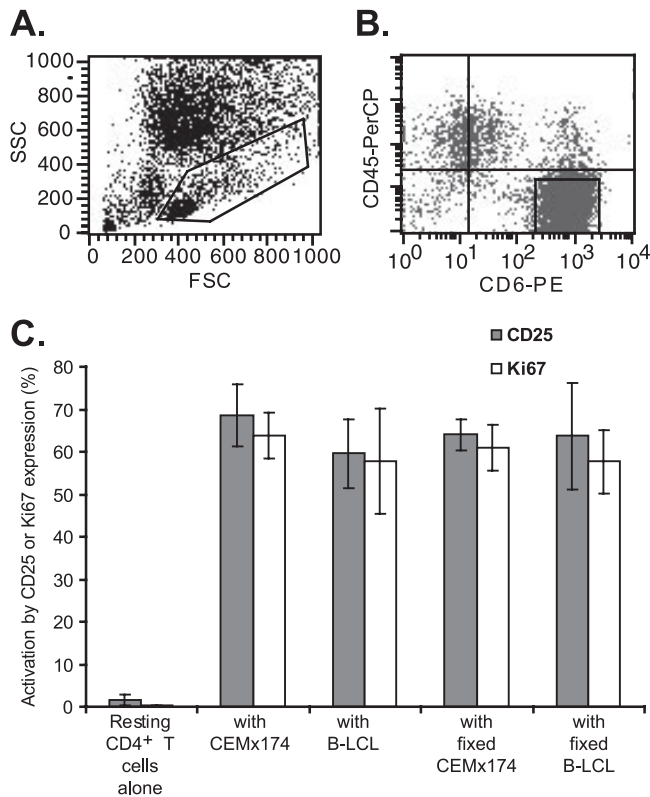 A.
1000
800
600
400
200
0
SSC
0 200 400 600 800 1000
FSC
B.
CD45-PerCP
10^0 10^1 10^2 10^3 10^4
CD6-PE
C.
CD25
Ki67
Activation by CD25 or Ki67 expression (%)
80
70
60
50
40
30
20
10
0
Resting
CD4+ T
cells
alone
with
CEMx174
with
B-LCL
with
fixed
CEMx174
with
fixed
B-LCL